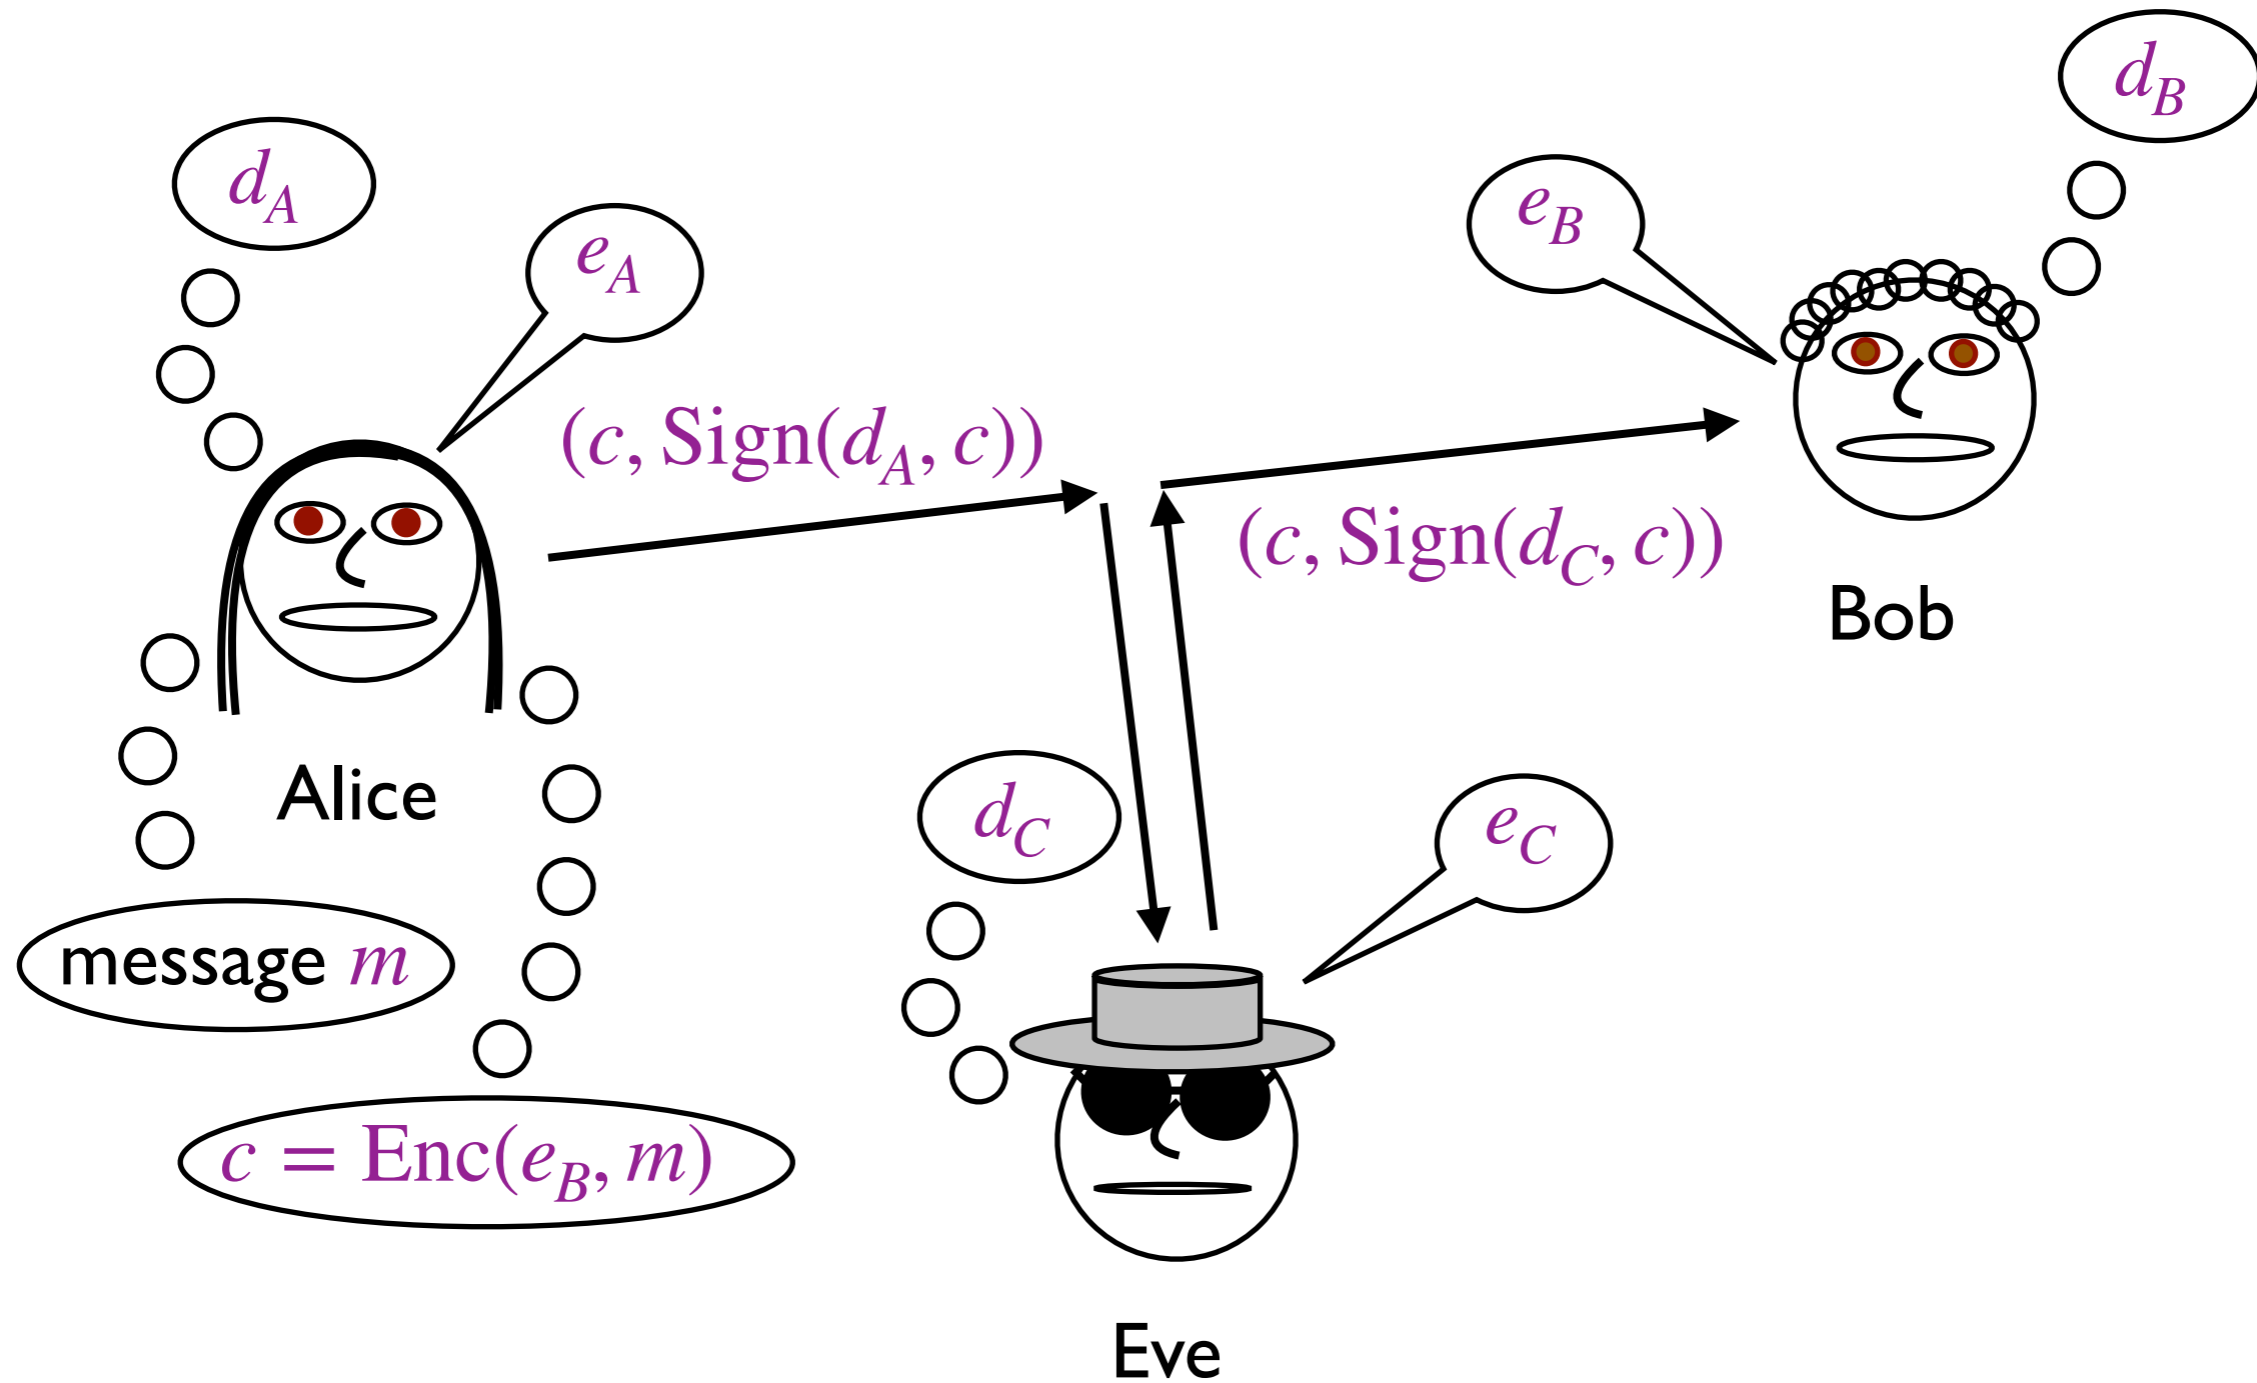 d_B
d_A
e_B
e_A
(c, Sign(d_A, c))
(c, Sign(d_C, c))
Bob
Alice
d_C
e_C
message m
c = Enc(e_B, m)
Eve